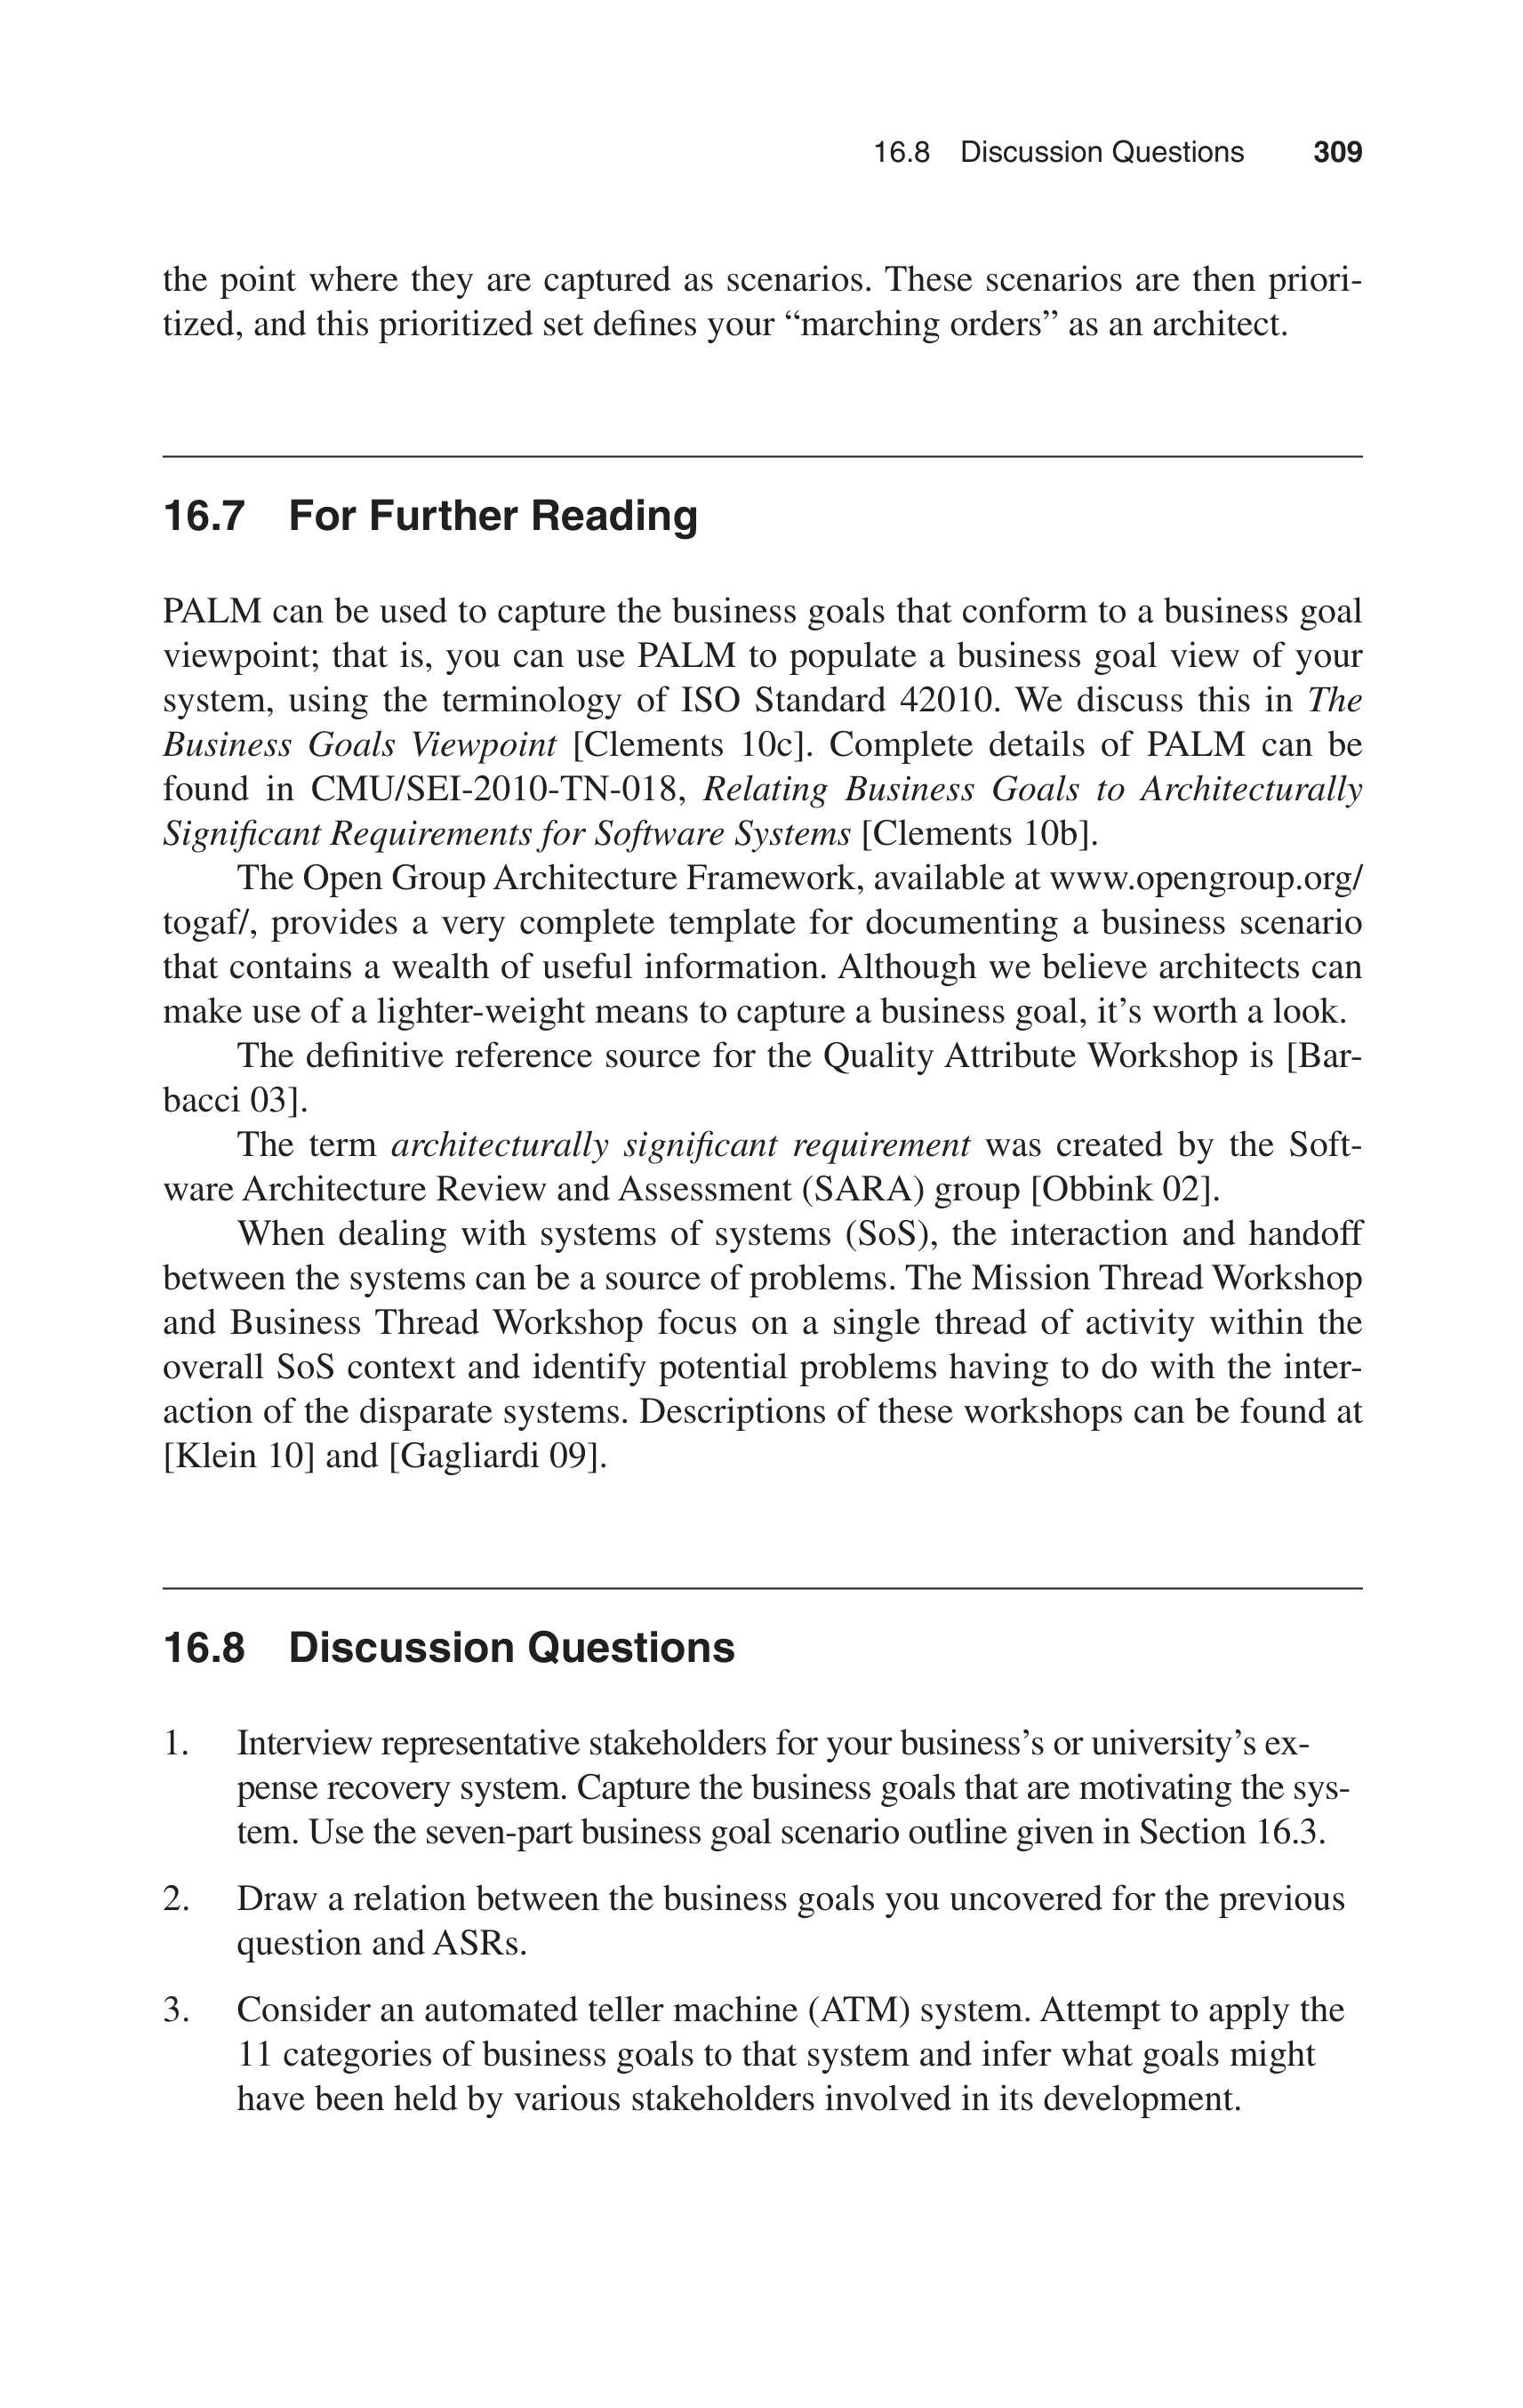 16.8 Discussion Questions 309
the point where they are captured as scenarios. These scenarios are then priori-
tized, and this prioritized set defines your “marching orders” as an architect.
16.7 For Further Reading
PALM can be used to capture the business goals that conform to a business goal
viewpoint; that is, you can use PALM to populate a business goal view of your
system, using the terminology of ISO Standard 42010. We discuss this in The
Business Goals Viewpoint [Clements 10c]. Complete details of PALM can be
found in CMU/SEI-2010-TN-018, Relating Business Goals to Architecturally
Significant Requirements for Software Systems [Clements 10b].
The Open Group Architecture Framework, available at www.opengroup.org/
togaf/, provides a very complete template for documenting a business scenario
that contains a wealth of useful information. Although we believe architects can
make use of a lighter-weight means to capture a business goal, it’s worth a look.
The definitive reference source for the Quality Attribute Workshop is [Bar-
bacci 03].
The term architecturally significant requirement was created by the Soft-
ware Architecture Review and Assessment (SARA) group [Obbink 02].
When dealing with systems of systems (SoS), the interaction and handoff
between the systems can be a source of problems. The Mission Thread Workshop
and Business Thread Workshop focus on a single thread of activity within the
overall SoS context and identify potential problems having to do with the inter-
action of the disparate systems. Descriptions of these workshops can be found at
[Klein 10] and [Gagliardi 09].
16.8 Discussion Questions
1. Interview representative stakeholders for your business’s or university’s ex-
pense recovery system. Capture the business goals that are motivating the sys-
tem. Use the seven-part business goal scenario outline given in Section 16.3.
2. Draw a relation between the business goals you uncovered for the previous
question and ASRs.
3. Consider an automated teller machine (ATM) system. Attempt to apply the
11 categories of business goals to that system and infer what goals might
have been held by various stakeholders involved in its development.